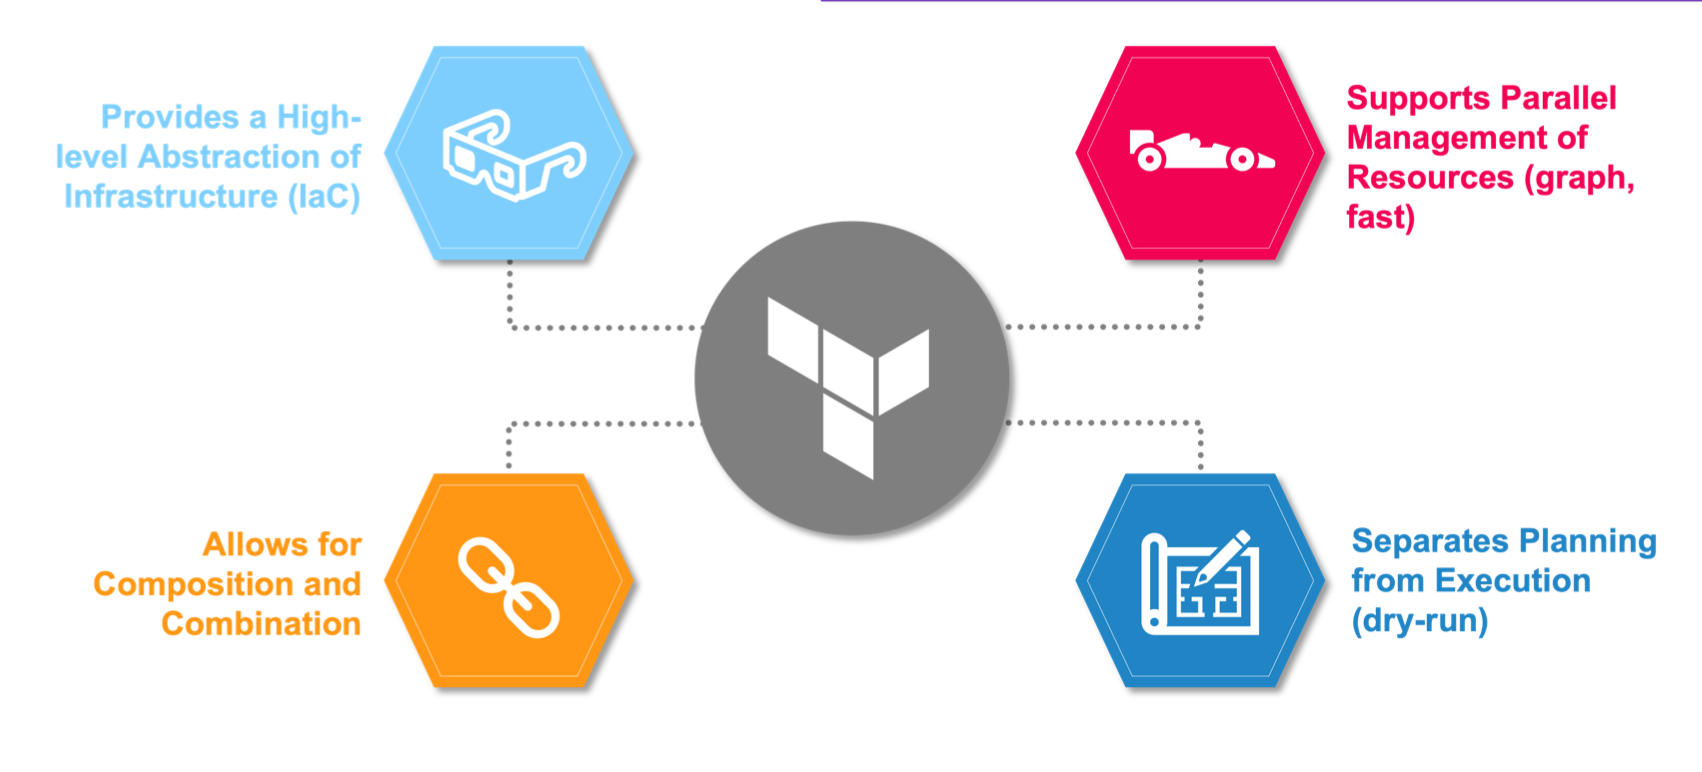 Provides a High-
level Abstraction of
Infrastructure (IaC)
Supports Parallel
Management of
Resources (graph,
fast)
Allows for
Composition and
Combination
Separates Planning
from Execution
(dry-run)